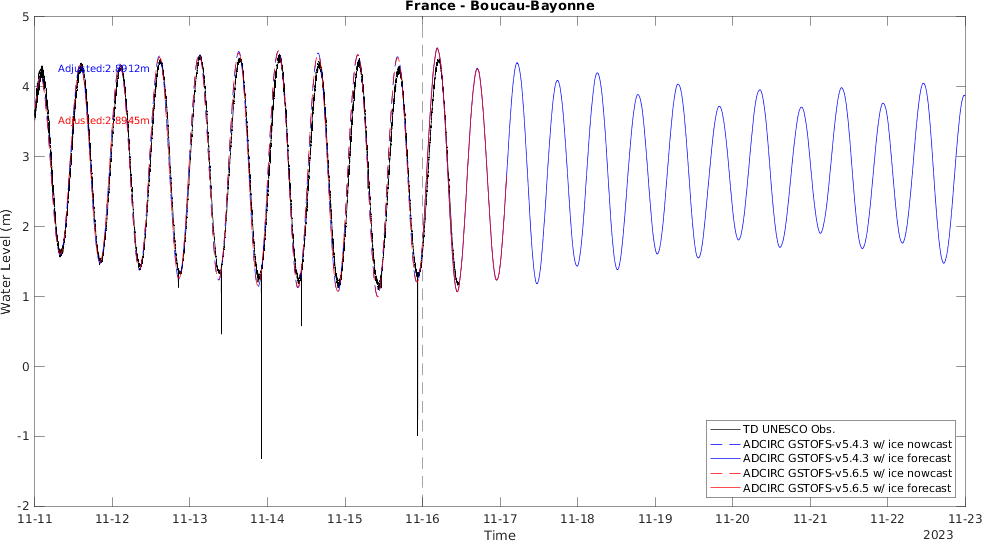 France - Boucau-Bayonne
5
4
3
2
1
0
-1
-2
Water Level (m)
Adjusted:2.8912m
Adjusted:2.8945m
TD UNESCO Obs.
ADCIRC GSTOFS-v5.4.3 w/ ice nowcast
ADCIRC GSTOFS-v5.4.3 w/ ice forecast
ADCIRC GSTOFS-v5.6.5 w/ ice nowcast
ADCIRC GSTOFS-v5.6.5 w/ ice forecast
11-11 11-12 11-13 11-14 11-15 11-16 11-17 11-18 11-19 11-20 11-21 11-22 11-23
Time
2023